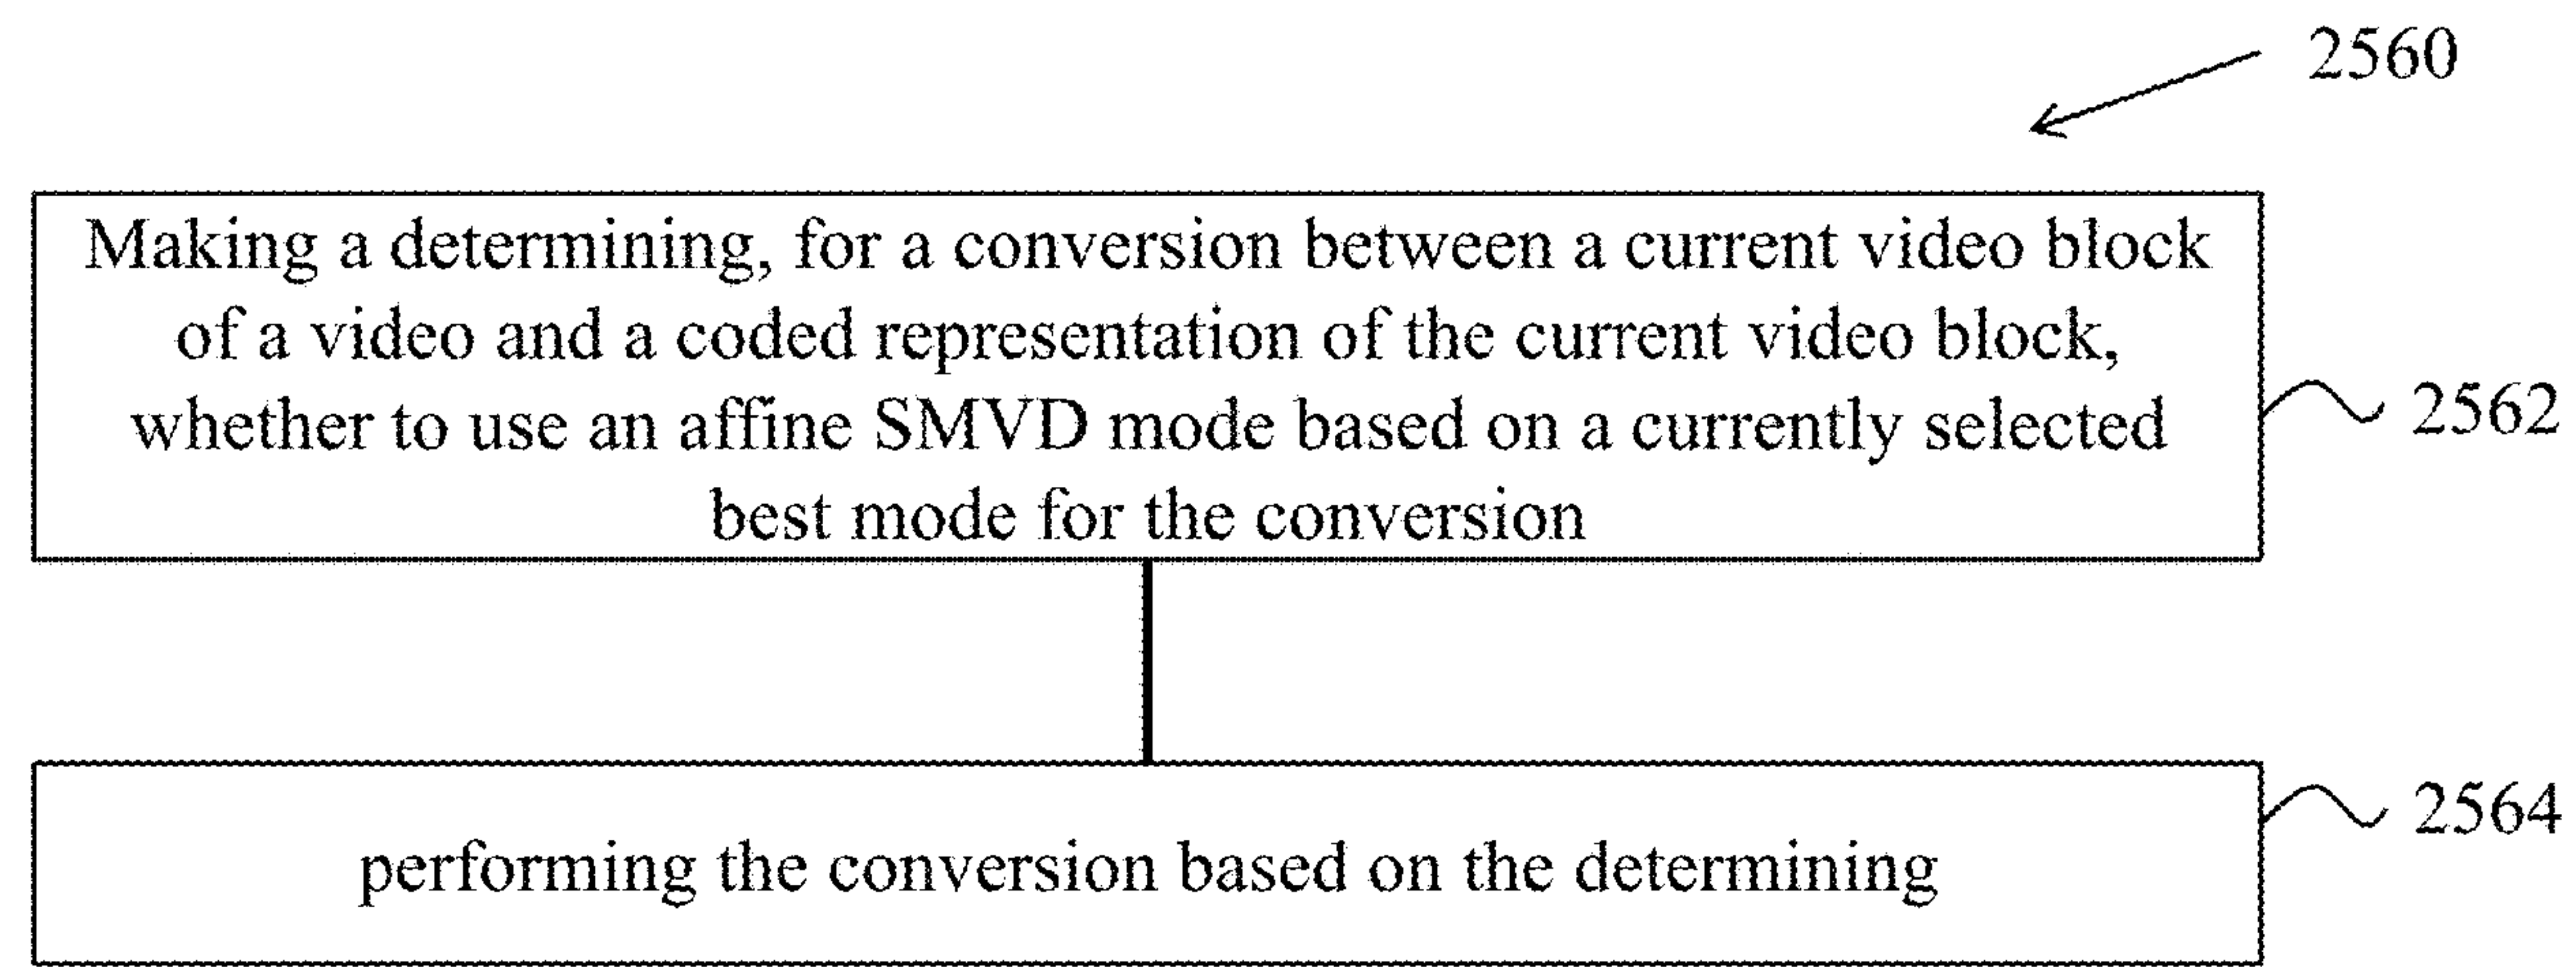 2560
Making a determining, for a conversion between a current video block
of a video and a coded representation of the current video block,
whether to use an affine SMVD mode based on a currently selected
best mode for the conversion
2562
performing the conversion based on the determining
2564